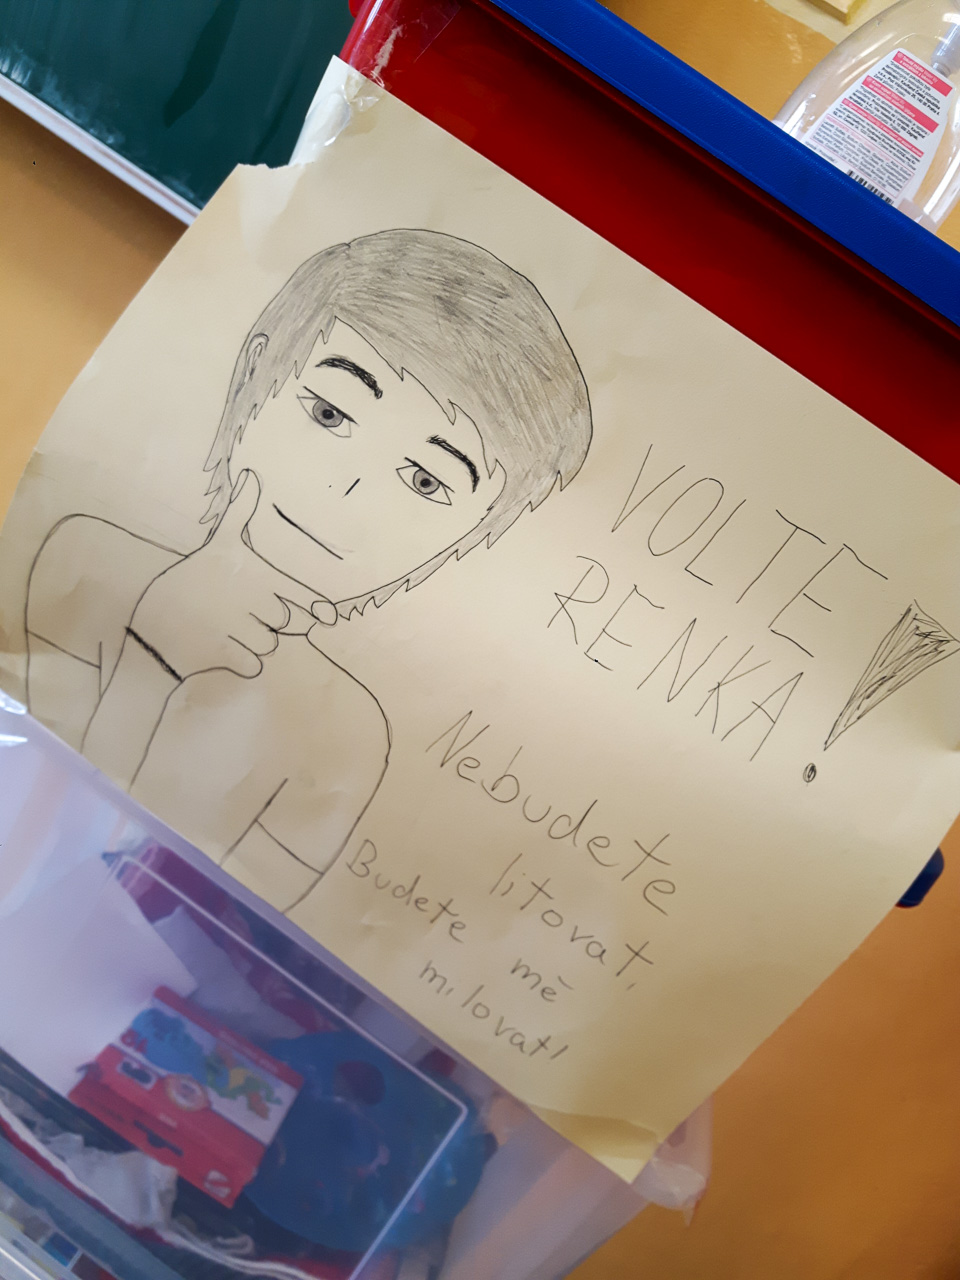 VOLTE
RENKA!
Nebudete
litovat,
Budete mě
milovat!